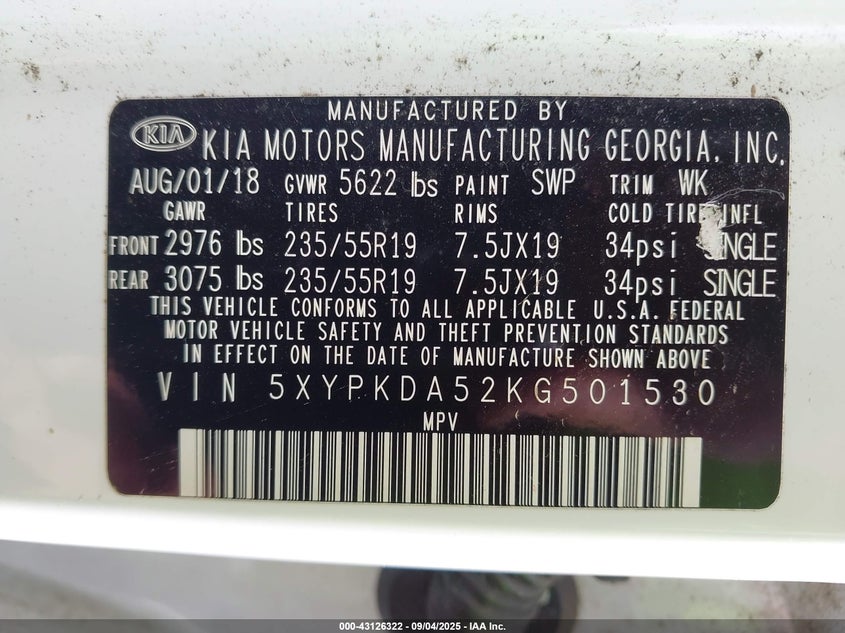 MANUFACTURED BY
KIA KIA MOTORS MANUFACTURING GEORGIA, INC.
AUG/01/18 GVWR 5622 lbs PAINT SWP TRIM WK
GAWR TIRES RIMS COLD TIRE INFL
FRONT 2976 lbs 235/55R19 7.5JX19 34psi SINGLE
REAR 3075 lbs 235/55R19 7.5JX19 34psi SINGLE
THIS VEHICLE CONFORMS TO ALL APPLICABLE U.S.A. FEDERAL
MOTOR VEHICLE SAFETY AND THEFT PREVENTION STANDARDS
IN EFFECT ON THE DATE OF MANUFACTURE SHOWN ABOVE
VIN 5XYPKDA52KG501530
MPV
000-43126322 - 09/04/2025 - IAA Inc.